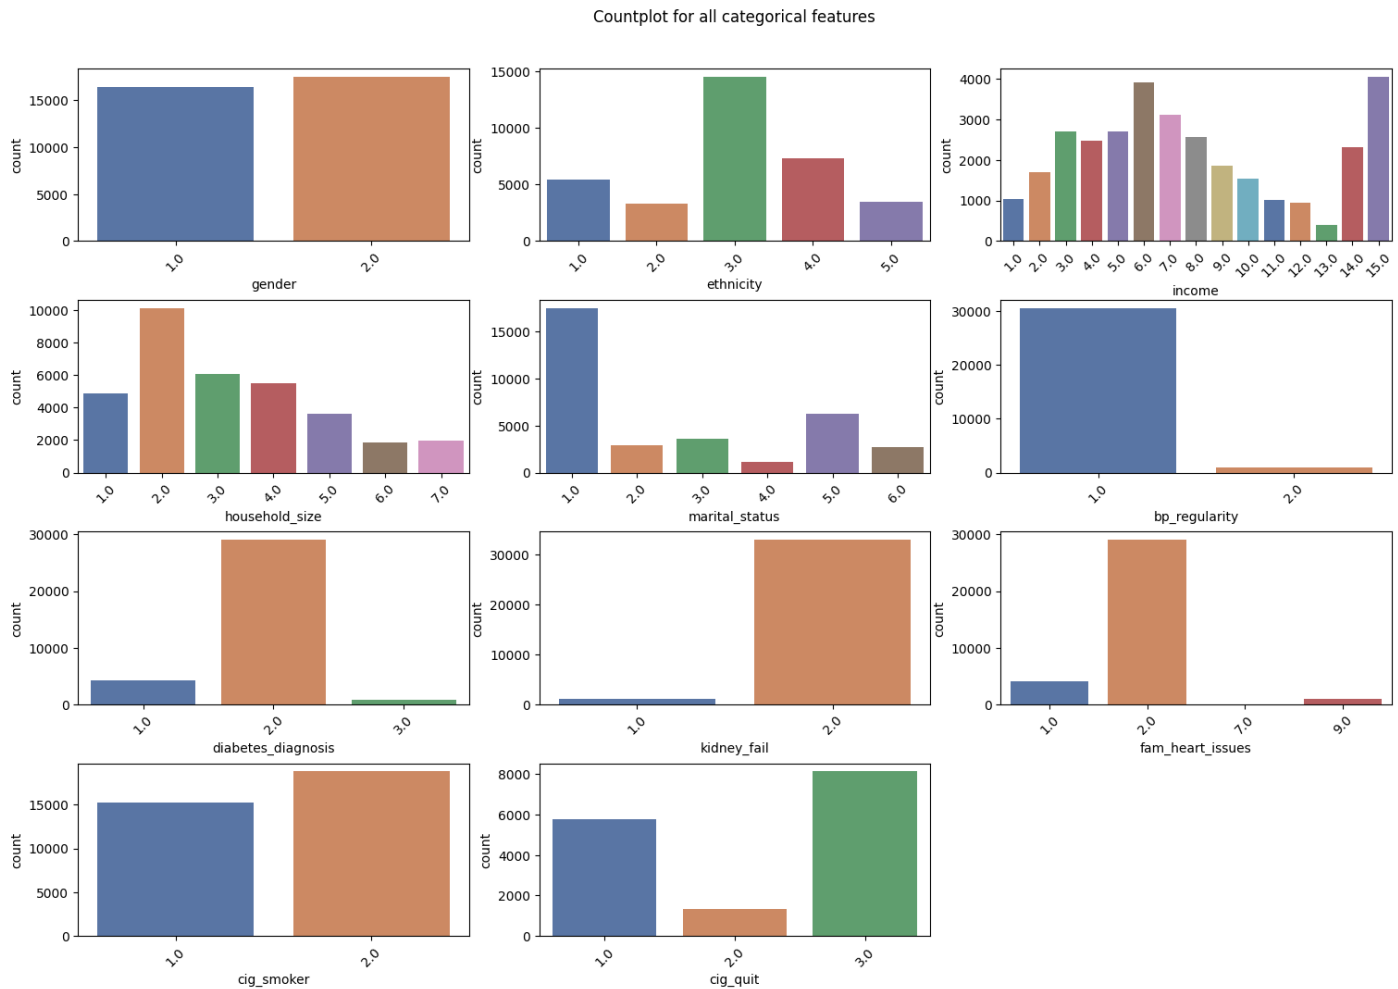 Countplot for all categorical features
15000
10000
5000
0
count
1.0 2.0
gender
15000
10000
5000
0
count
1.0 2.0 3.0 4.0 5.0
ethnicity
4000
3000
2000
1000
0
count
1.0 2.0 3.0 4.0 5.0 6.0 7.0 8.0 9.0 10.0 11.0 12.0 13.0 14.0 15.0
income
10000
8000
6000
4000
2000
0
count
1.0 2.0 3.0 4.0 5.0 6.0 7.0
household_size
15000
10000
5000
0
count
1.0 2.0 3.0 4.0 5.0 6.0
marital_status
30000
20000
10000
0
count
1.0 2.0
bp_regularity
30000
20000
10000
0
count
1.0 2.0 3.0
diabetes_diagnosis
30000
20000
10000
0
count
1.0 2.0
kidney_fail
30000
20000
10000
0
count
1.0 2.0 7.0 9.0
fam_heart_issues
15000
10000
5000
0
count
1.0 2.0
cig_smoker
8000
6000
4000
2000
0
count
1.0 2.0 3.0
cig_quit